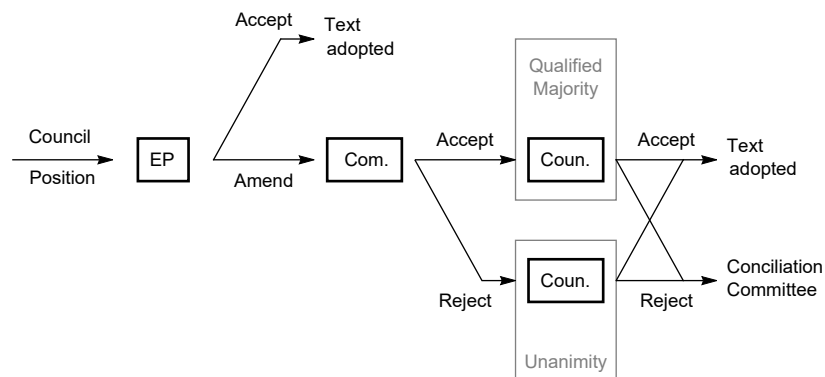 Accept
Text
adopted
Qualified
Majority
Council
Position
EP
Amend
Com.
Accept
Coun.
Accept
Text
adopted
Reject
Coun.
Reject
Conciliation
Committee
Unanimity